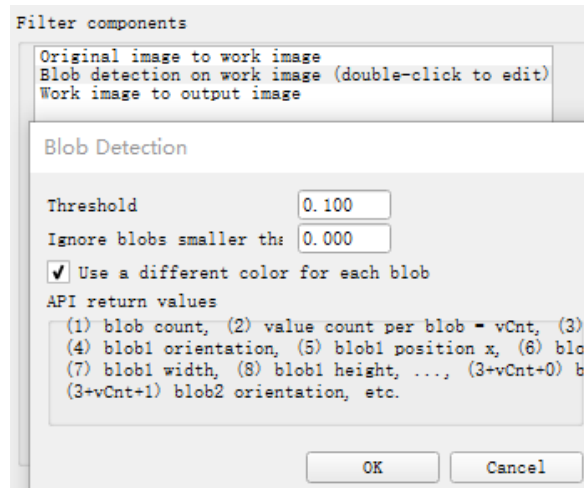 Filter components
Original image to work image
Blob detection on work image (double-click to edit)
Work image to output image
Blob Detection
Threshold
0.100
Ignore blobs smaller
0.000
Use a different color for each blob
API return values
(1) blob count, (2) value count per blob = vCnt, (3)
(4) blob1 orientation, (5) blob1 position x, (6)
(7) blob1 width, (8) blob1 height, ..., (3+vCnt+0)
(3+vCnt+1) blob2 orientation, etc.
OK
Cancel